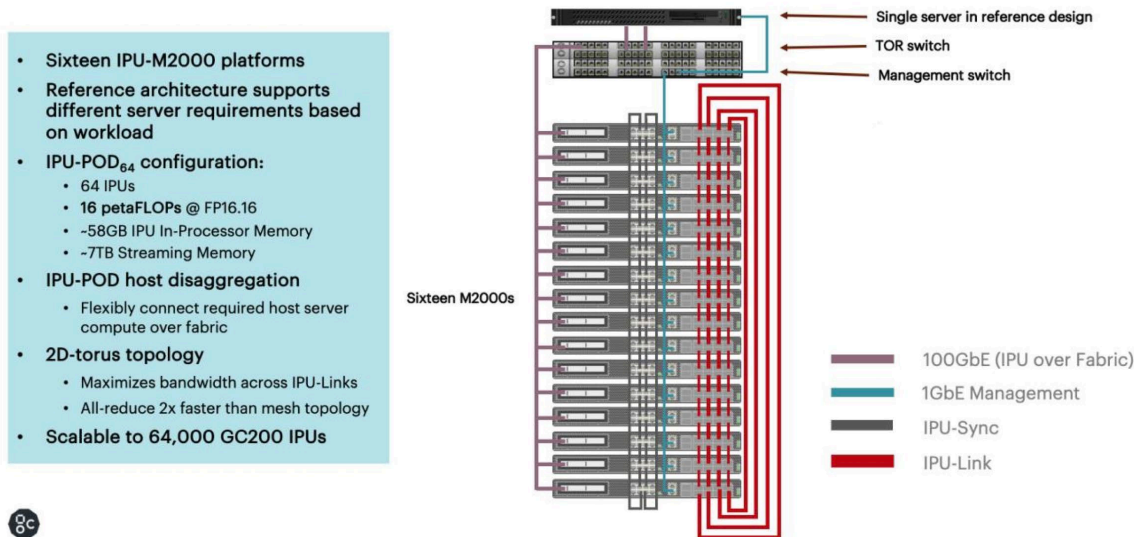 • Sixteen IPU-M2000 platforms
• Reference architecture supports
different server requirements based
on workload
• IPU-POD₆₄ configuration:
• 64 IPUs
• 16 petaFLOPs @ FP16.16
• ~58GB IPU In-Processor Memory
• ~7TB Streaming Memory
• IPU-POD host disaggregation
• Flexibly connect required host server
compute over fabric
• 2D-torus topology
• Maximizes bandwidth across IPU-Links
• All-reduce 2x faster than mesh topology
• Scalable to 64,000 GC200 IPUs
Single server in reference design
TOR switch
Management switch
Sixteen M2000s
100GbE (IPU over Fabric)
1GbE Management
IPU-Sync
IPU-Link
gc